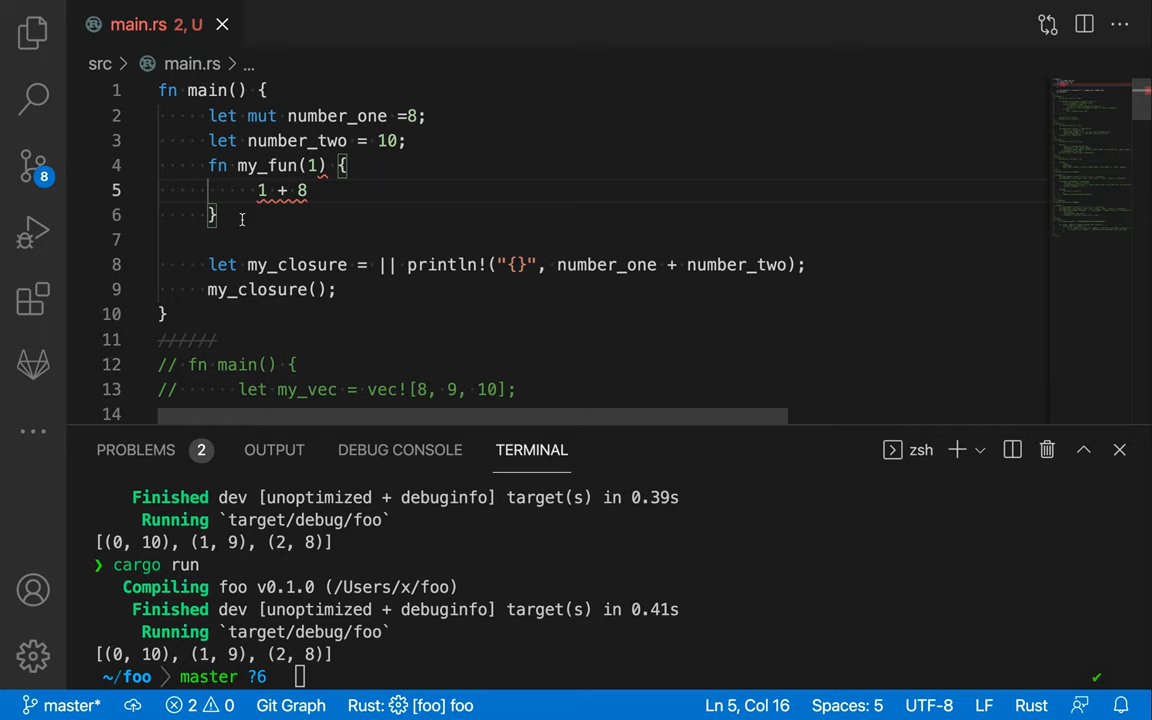 main.rs 2, U
src > main.rs > ...
1 fn main() {
2 let mut number_one =8;
3 let number_two = 10;
4 fn my_fun(1) {
5 1 + 8
6 }
7
8 let my_closure = || println!("{}", number_one + number_two);
9 my_closure();
10 }
11 //////
12 // fn main() {
13 // let my_vec = vec![8, 9, 10];
14
8
PROBLEMS 2 OUTPUT DEBUG CONSOLE TERMINAL zsh
Finished dev [unoptimized + debuginfo] target(s) in 0.39s
Running `target/debug/foo`
[(0, 10), (1, 9), (2, 8)]
❯ cargo run
Compiling foo v0.1.0 (/Users/x/foo)
Finished dev [unoptimized + debuginfo] target(s) in 0.41s
Running `target/debug/foo`
[(0, 10), (1, 9), (2, 8)]
~/foo master ?6
master* 2 0 Git Graph Rust: [foo] foo Ln 5, Col 16 Spaces: 5 UTF-8 LF Rust